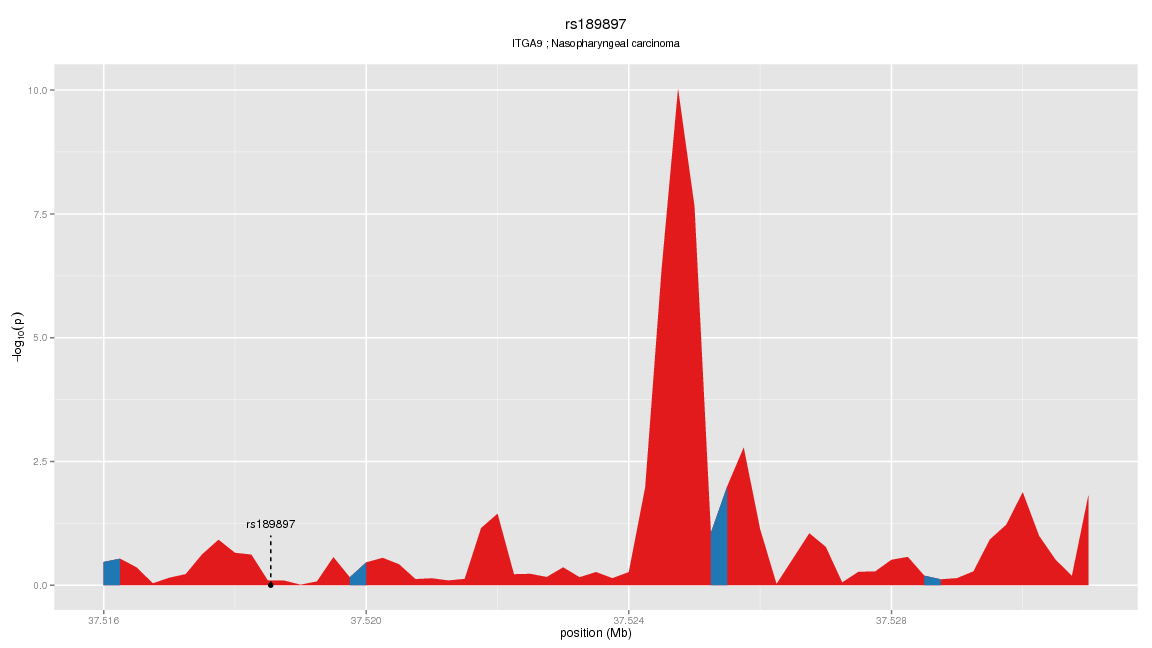 rs189897
ITGA9 ; Nasopharyngeal carcinoma
10.0
7.5
5.0
2.5
0.0
−log10(p)
rs189897
37.516
37.520
37.524
37.528
position (Mb)